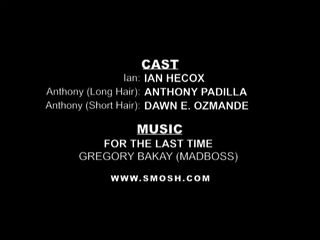 CAST
Ian: IAN HECOX
Anthony (Long Hair): ANTHONY PADILLA
Anthony (Short Hair): DAWN E. OZMANDE
MUSIC
FOR THE LAST TIME
GREGORY BAKAY (MADBOSS)
WWW.SMOSH.COM